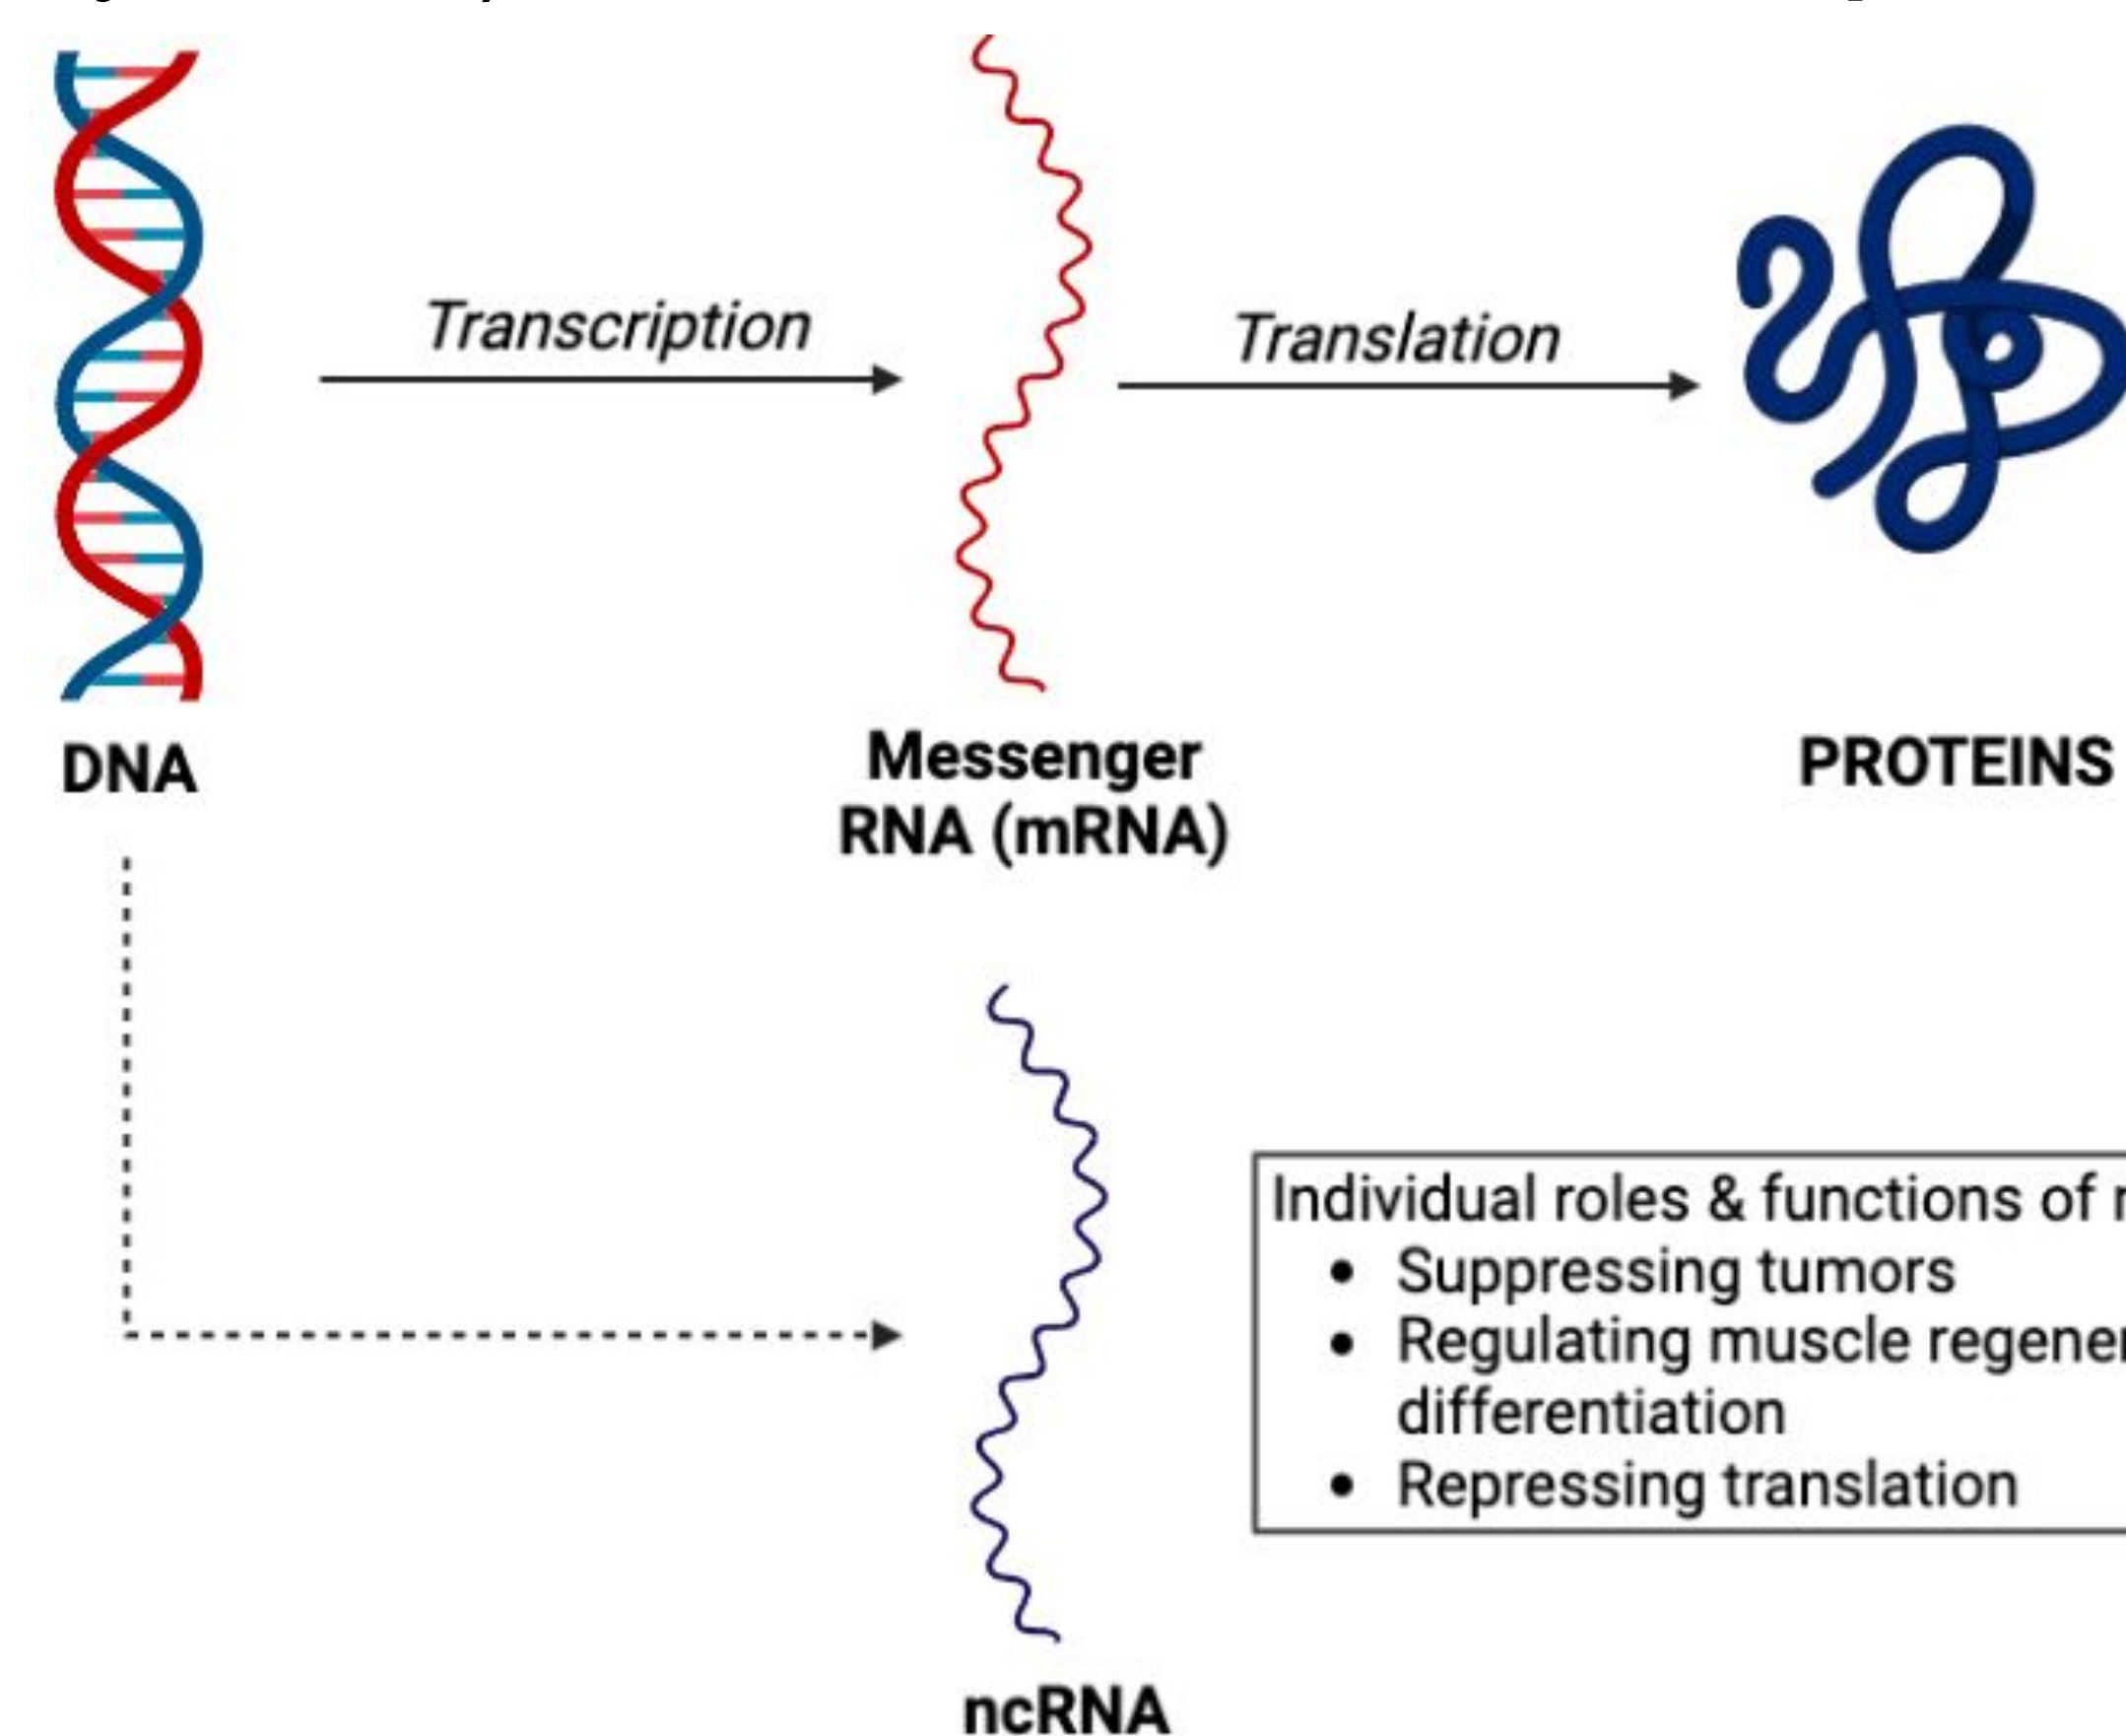 Transcription
Translation
DNA
Messenger
RNA (mRNA)
PROTEINS
Individual roles & functions of
• Suppressing tumors
• Regulating muscle
differentiation
• Repressing translation
ncRNA